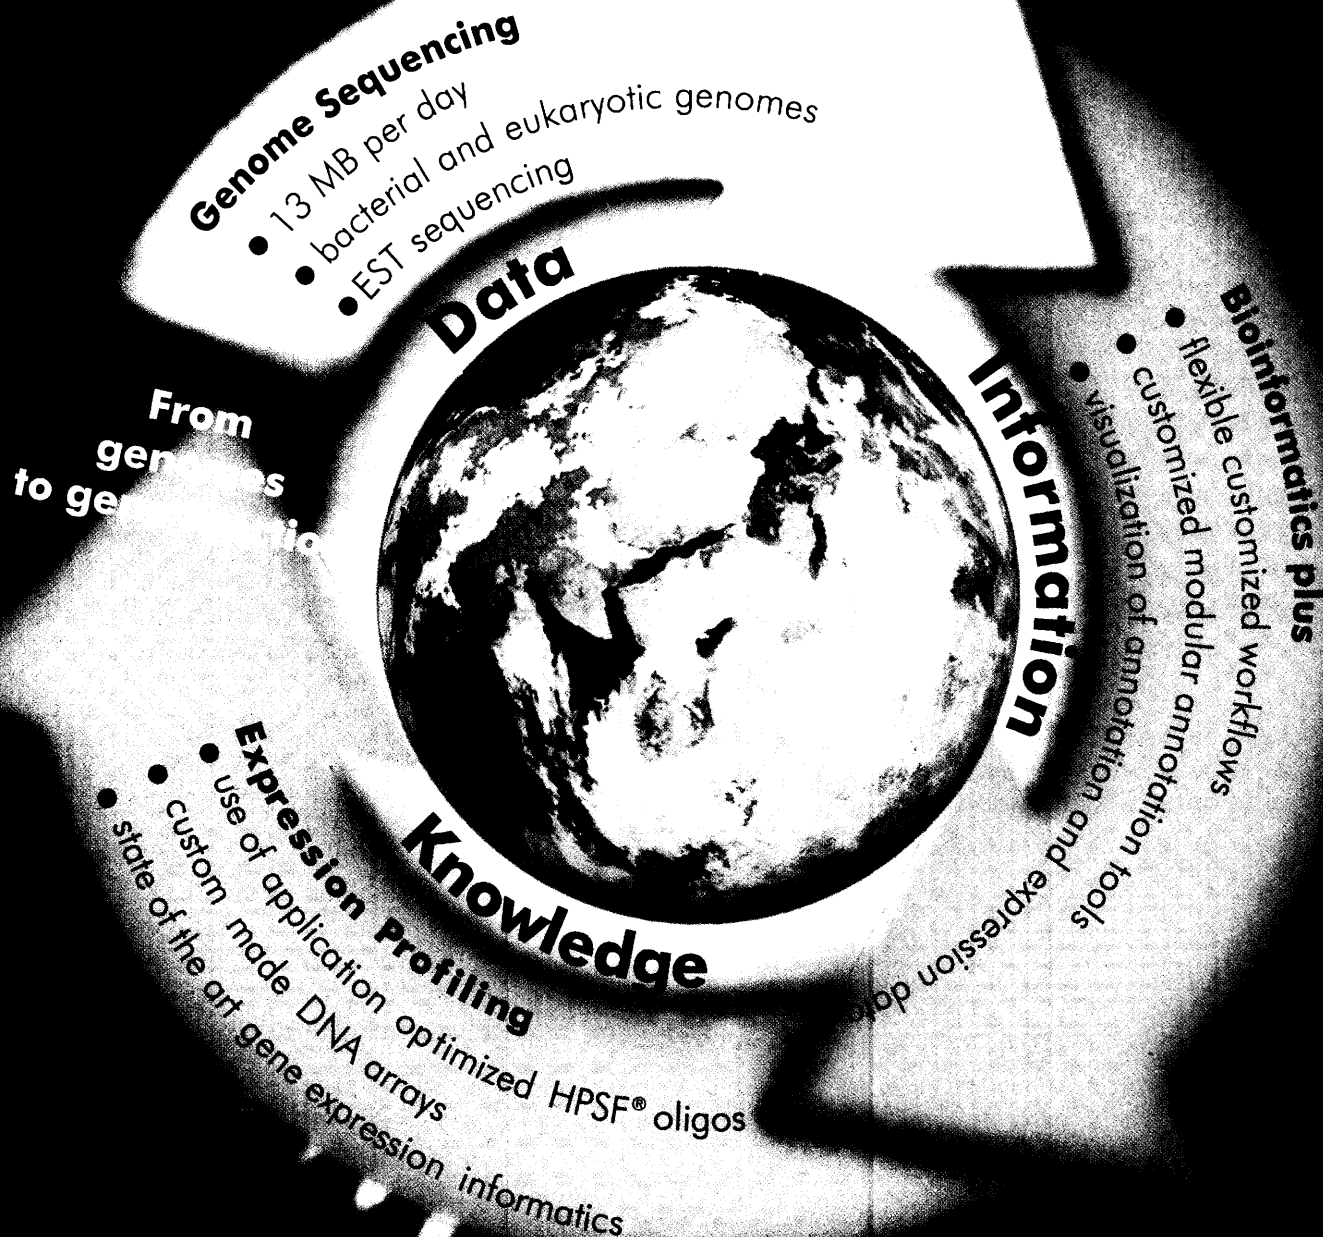 Genome Sequencing
• 13 MB per day
• bacterial and eukaryotic genomes
• EST sequencing
Data
Information
Bioinformatics plus
• flexible customized workflows
• customized modular annotation tools
• visualization of annotation and expression data
From
to
Knowledge
Expression Profiling
• use of application optimized HPSF® oligos
• custom made DNA arrays
• state of the art gene expression informatics